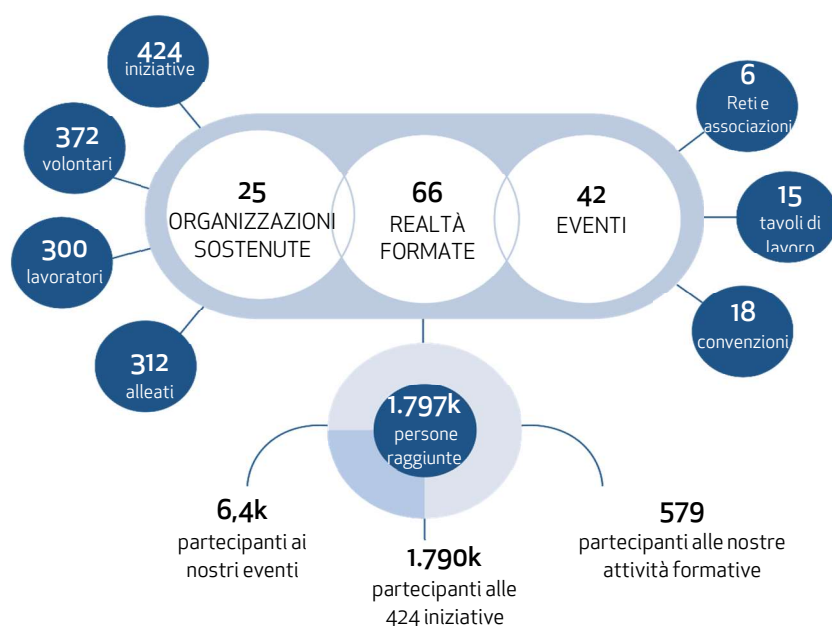 424
iniziative
372
volontari
300
lavoratori
312
alleati
25
ORGANIZZAZIONI
SOSTENUTE
66
REALTÀ
FORMATE
42
EVENTI
6
Reti e
associazioni
15
tavoli di
lavoro
18
convenzioni
1.797k
persone
raggiunte
6,4k
partecipanti ai
nostri eventi
1.790k
partecipanti alle
424 iniziative
579
partecipanti alle nostre
attività formative